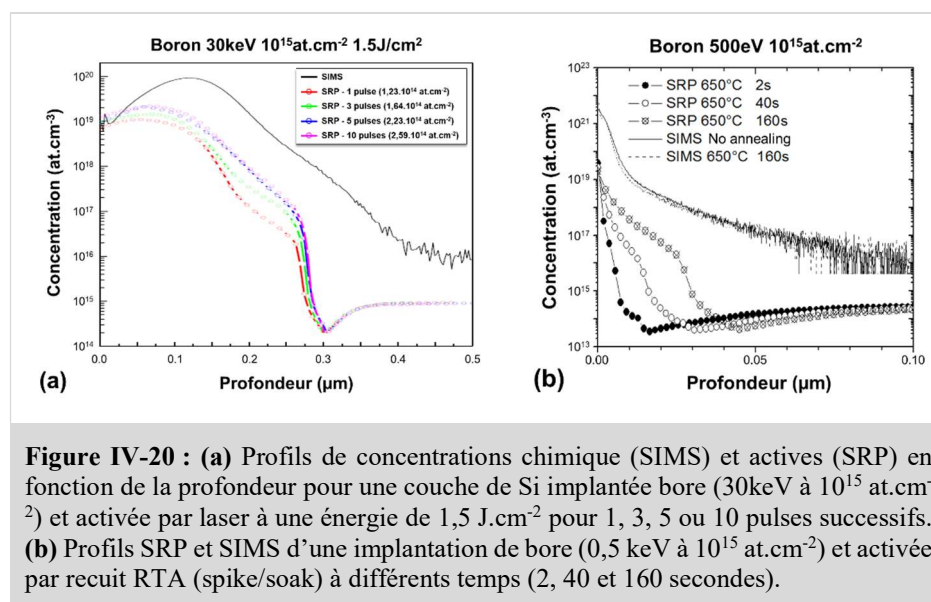 Boron 30keV 10¹⁵at.cm⁻² 1.5J/cm²
Concentration (at.cm⁻³)
10²⁰
10¹⁹
10¹⁸
10¹⁷
10¹⁶
10¹⁵
10¹⁴
SIMS
SRP - 1 pulse (1,23.10¹⁴ at.cm⁻²)
SRP - 3 pulses (1,64.10¹⁴ at.cm⁻²)
SRP - 5 pulses (2,23.10¹⁴ at.cm⁻²)
SRP - 10 pulses (2,59.10¹⁴ at.cm⁻²)
0.0 0.1 0.2 0.3 0.4 0.5
(a) Profondeur (µm)
Boron 500eV 10¹⁵at.cm⁻²
Concentration (at.cm⁻³)
10²³
10²¹
10¹⁹
10¹⁷
10¹⁵
10¹³
SRP 650°C 2s
SRP 650°C 40s
SRP 650°C 160s
SIMS No annealing
SIMS 650°C 160s
0.00 0.05 0.10
(b) Profondeur (µm)
Figure IV-20 : (a) Profils de concentrations chimique (SIMS) et actives (SRP) en
fonction de la profondeur pour une couche de Si implantée bore (30keV à 10¹⁵ at.cm⁻
²) et activée par laser à une énergie de 1,5 J.cm⁻² pour 1, 3, 5 ou 10 pulses successifs.
(b) Profils SRP et SIMS d’une implantation de bore (0,5 keV à 10¹⁵ at.cm⁻²) et activée
par recuit RTA (spike/soak) à différents temps (2, 40 et 160 secondes).